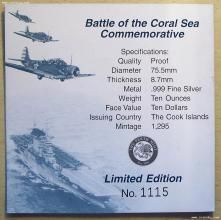 Battle of the Coral Sea
Commemorative
Specifications:
Quality Proof
Diameter 75.5mm
Thickness 8.7mm
Metal .999 Fine Silver
Weight Ten Ounces
Face Value Ten Dollars
Issuing Country The Cook Islands
Mintage 1,295
Limited Edition
No. 1115